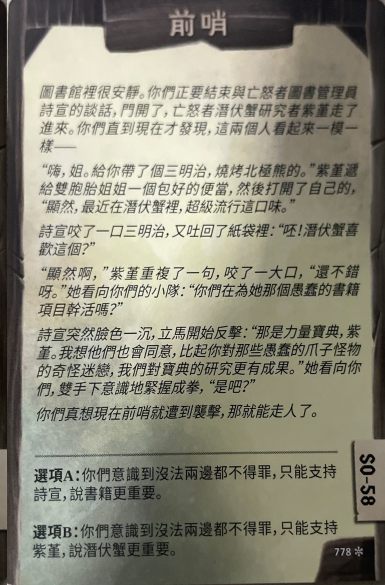 前哨
圖書館裡很安靜。你們正要結束與亡怒者圖書管理員
詩宣的談話，門開了，亡怒者潛伏蟹研究者紫菫走了
進來。你們直到現在才發現，這兩個人看起來一模一
樣——
“嗨，姐。給你帶了個三明治，燒烤北極熊的。”紫菫遞
給雙胞胎姐姐一個包好的便當，然後打開了自己的，
“顯然，最近在潛伏蟹裡，超級流行這口味。”
詩宣咬了一口三明治，又吐回了紙袋裡：“呸！潛伏蟹喜
歡這個？”
“顯然啊，”紫菫重複了一句，咬了一大口，“還不錯
呀。”她看向你們的小隊：“你們在為她那個愚蠢的書籍
項目幹活嗎？”
詩宣突然臉色一沉，立馬開始反擊：“那是力量寶典，紫
菫。我想他們也會同意，比起你對那些愚蠢的爪子怪物
的奇怪迷戀，我們對寶典的研究更有成果。”她看向你
們，雙手下意識地緊握成拳，“是吧？”
你們真想現在前哨就遭到襲擊，那就能走人了。
選項A：你們意識到沒法兩邊都不得罪，只能支持
詩宣，說書籍更重要。
選項B：你們意識到沒法兩邊都不得罪，只能支持
紫菫，說潛伏蟹更重要。
SO-58
778